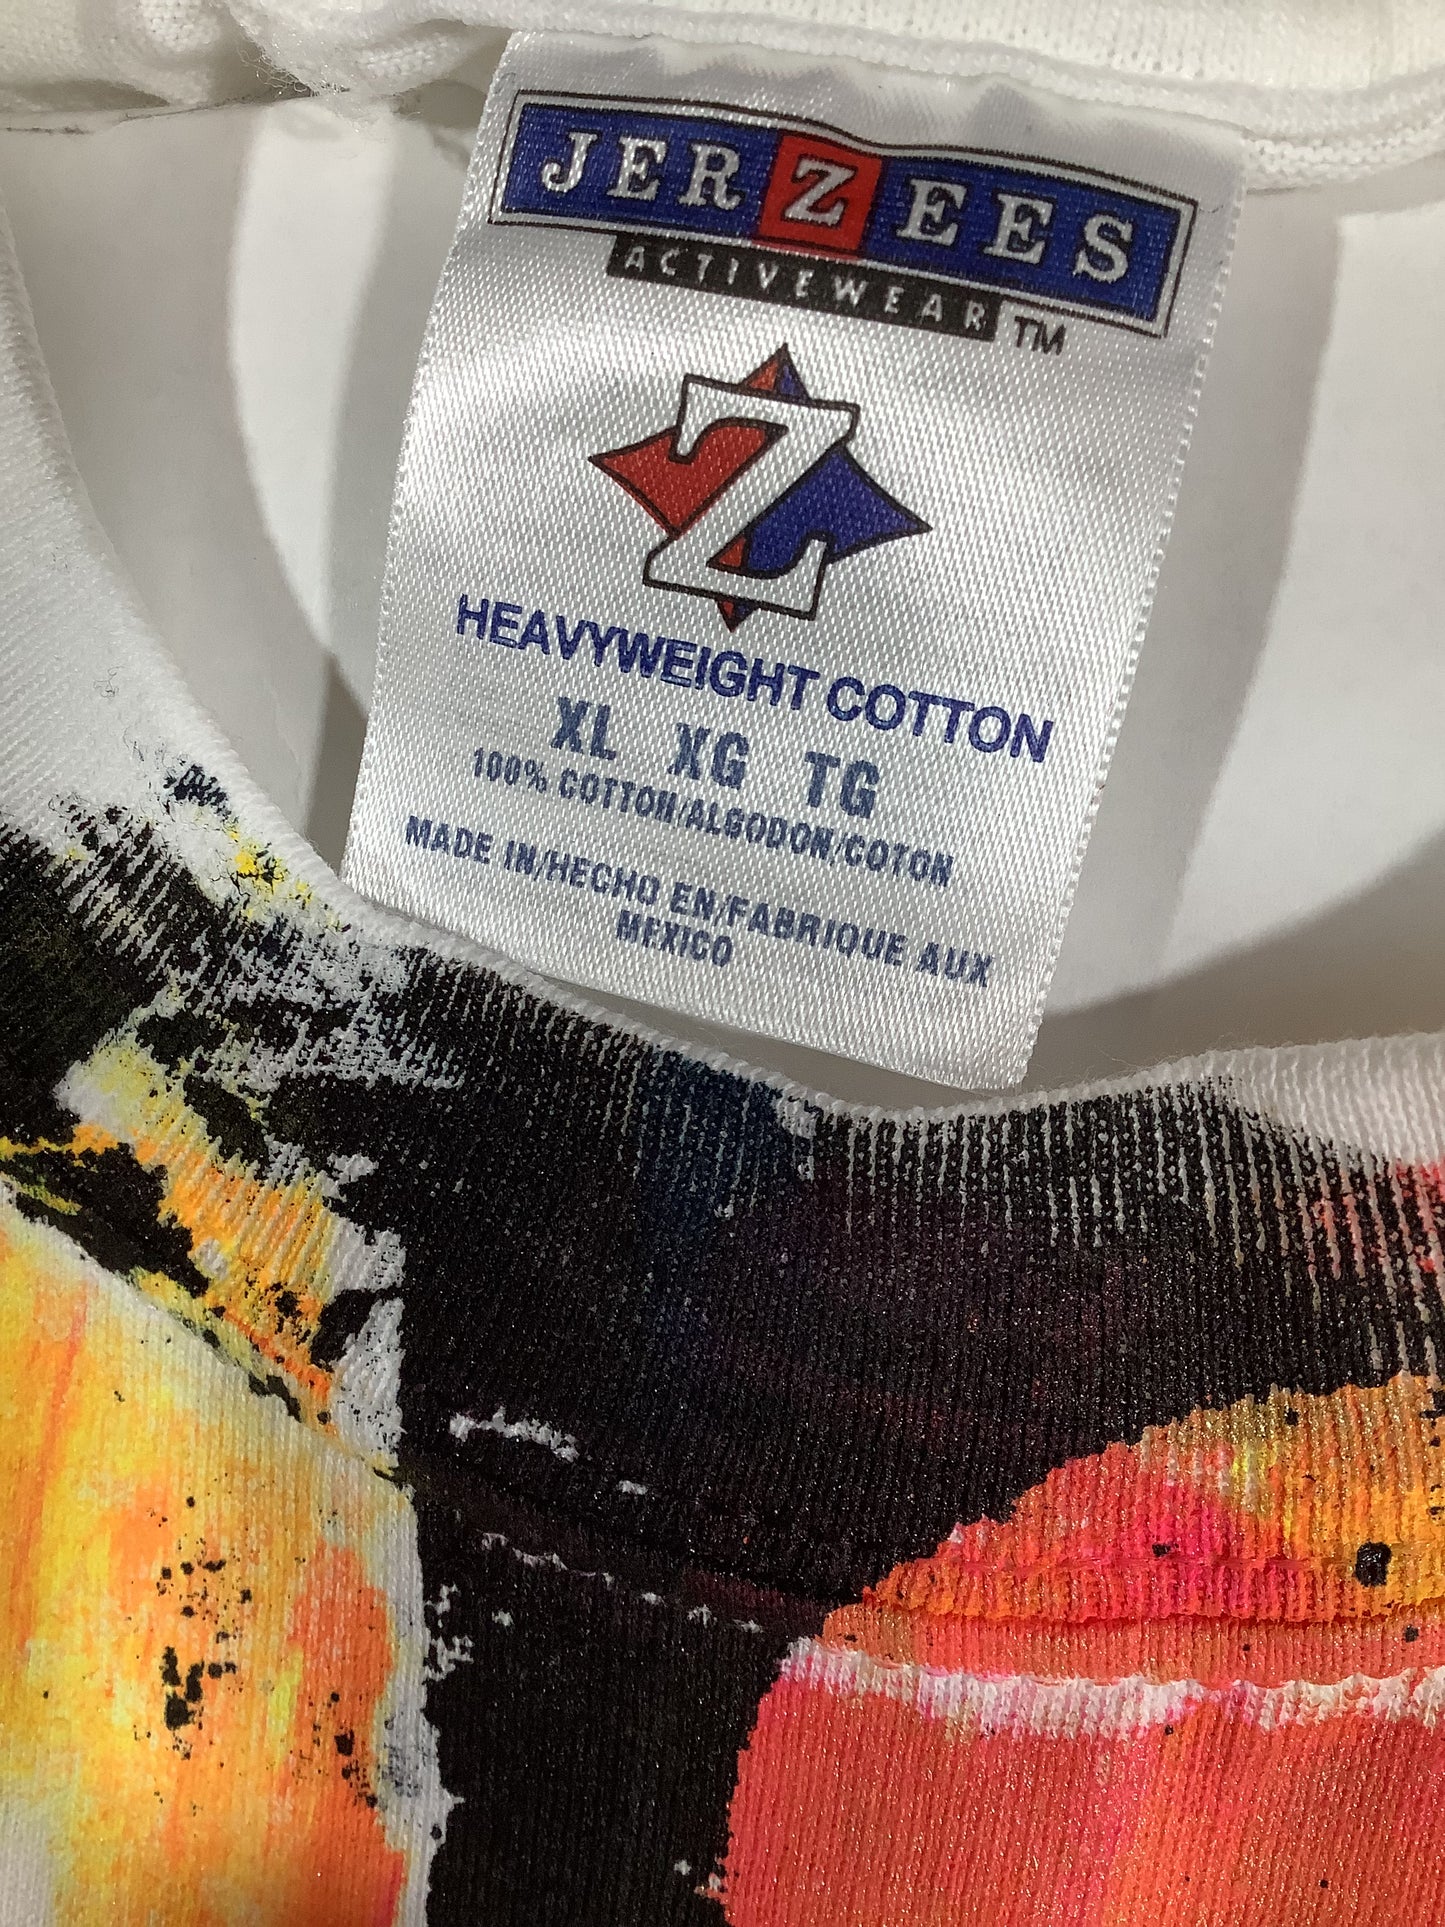 JERZEES
ACTIVEWEAR TM
Z
HEAVYWEIGHT COTTON
XL XG TG
100% COTTON/ALGODON/COTON
MADE IN/HECHO EN/FABRIQUE AUX
MEXICO